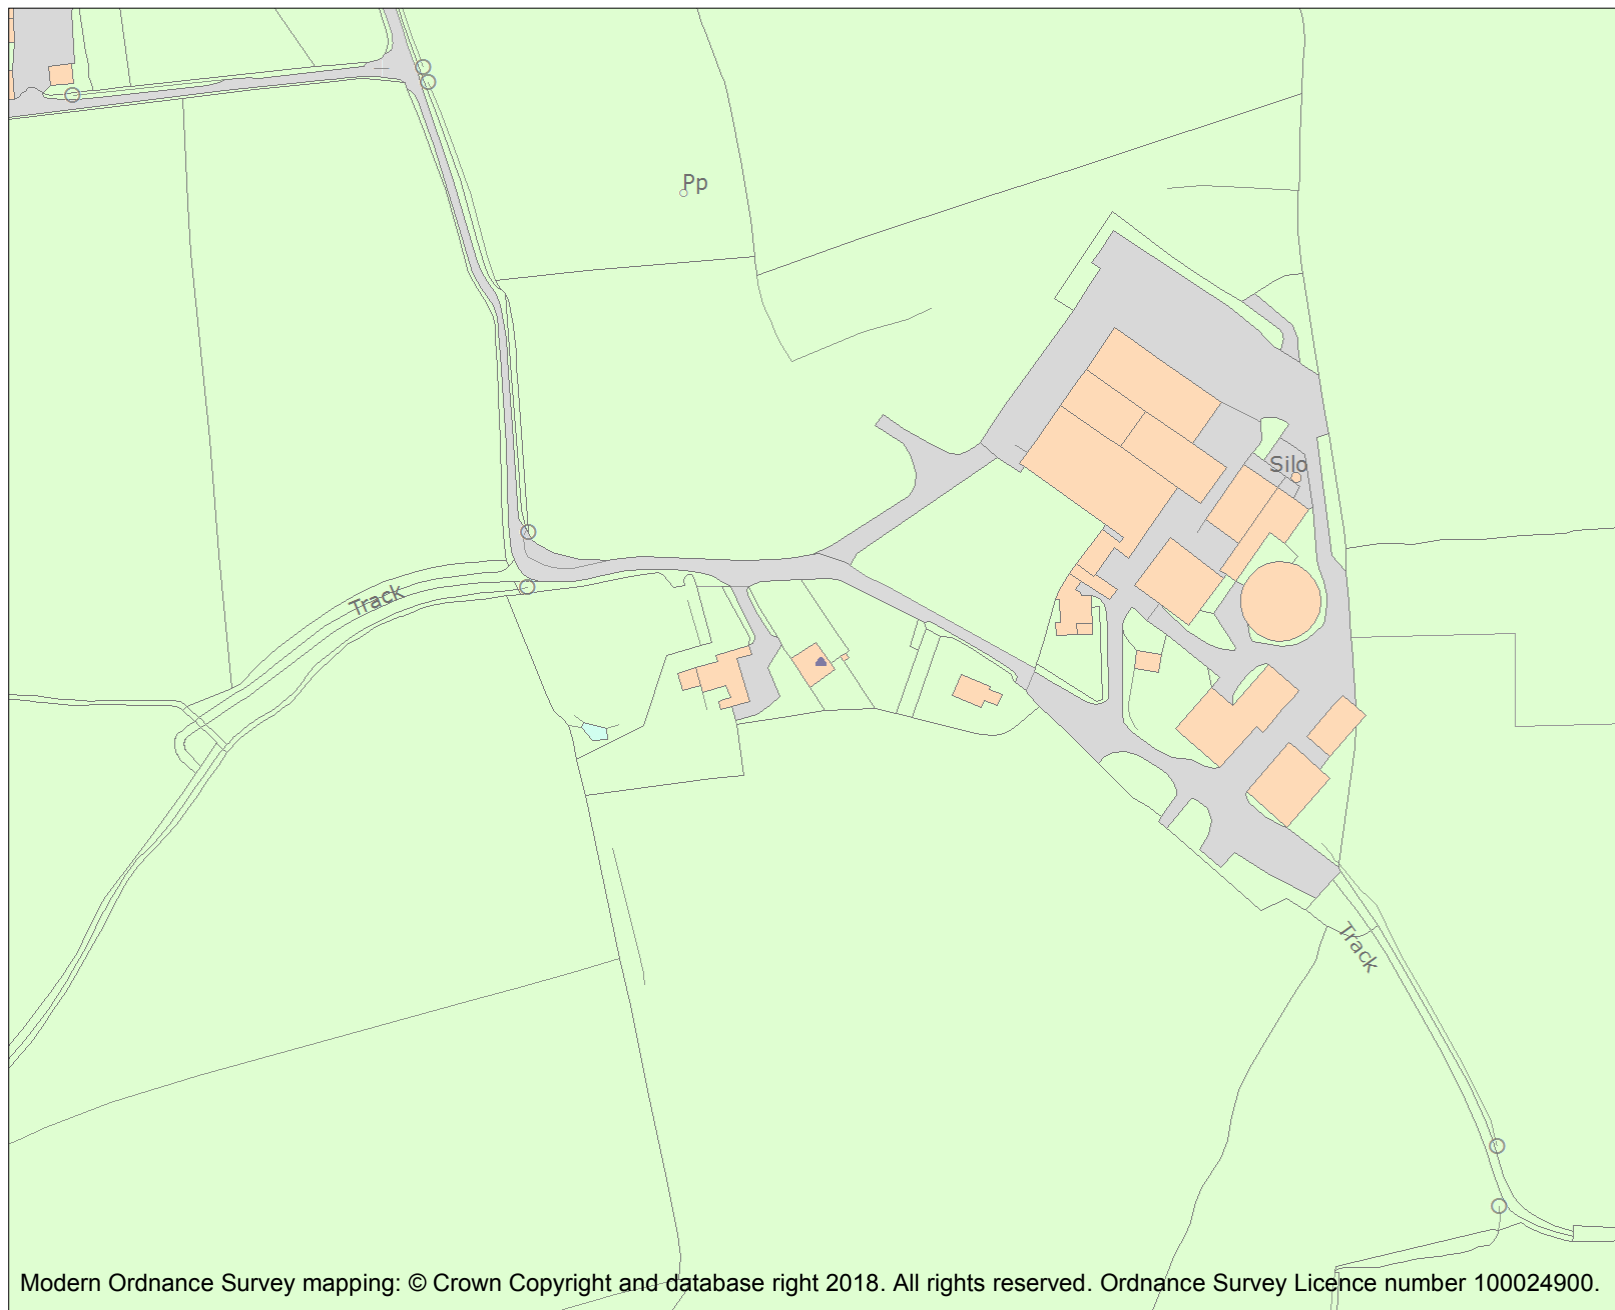 Pp
Silo
Track
Track
Modern Ordnance Survey mapping: © Crown Copyright and database right 2018. All rights reserved. Ordnance Survey Licence number 100024900.